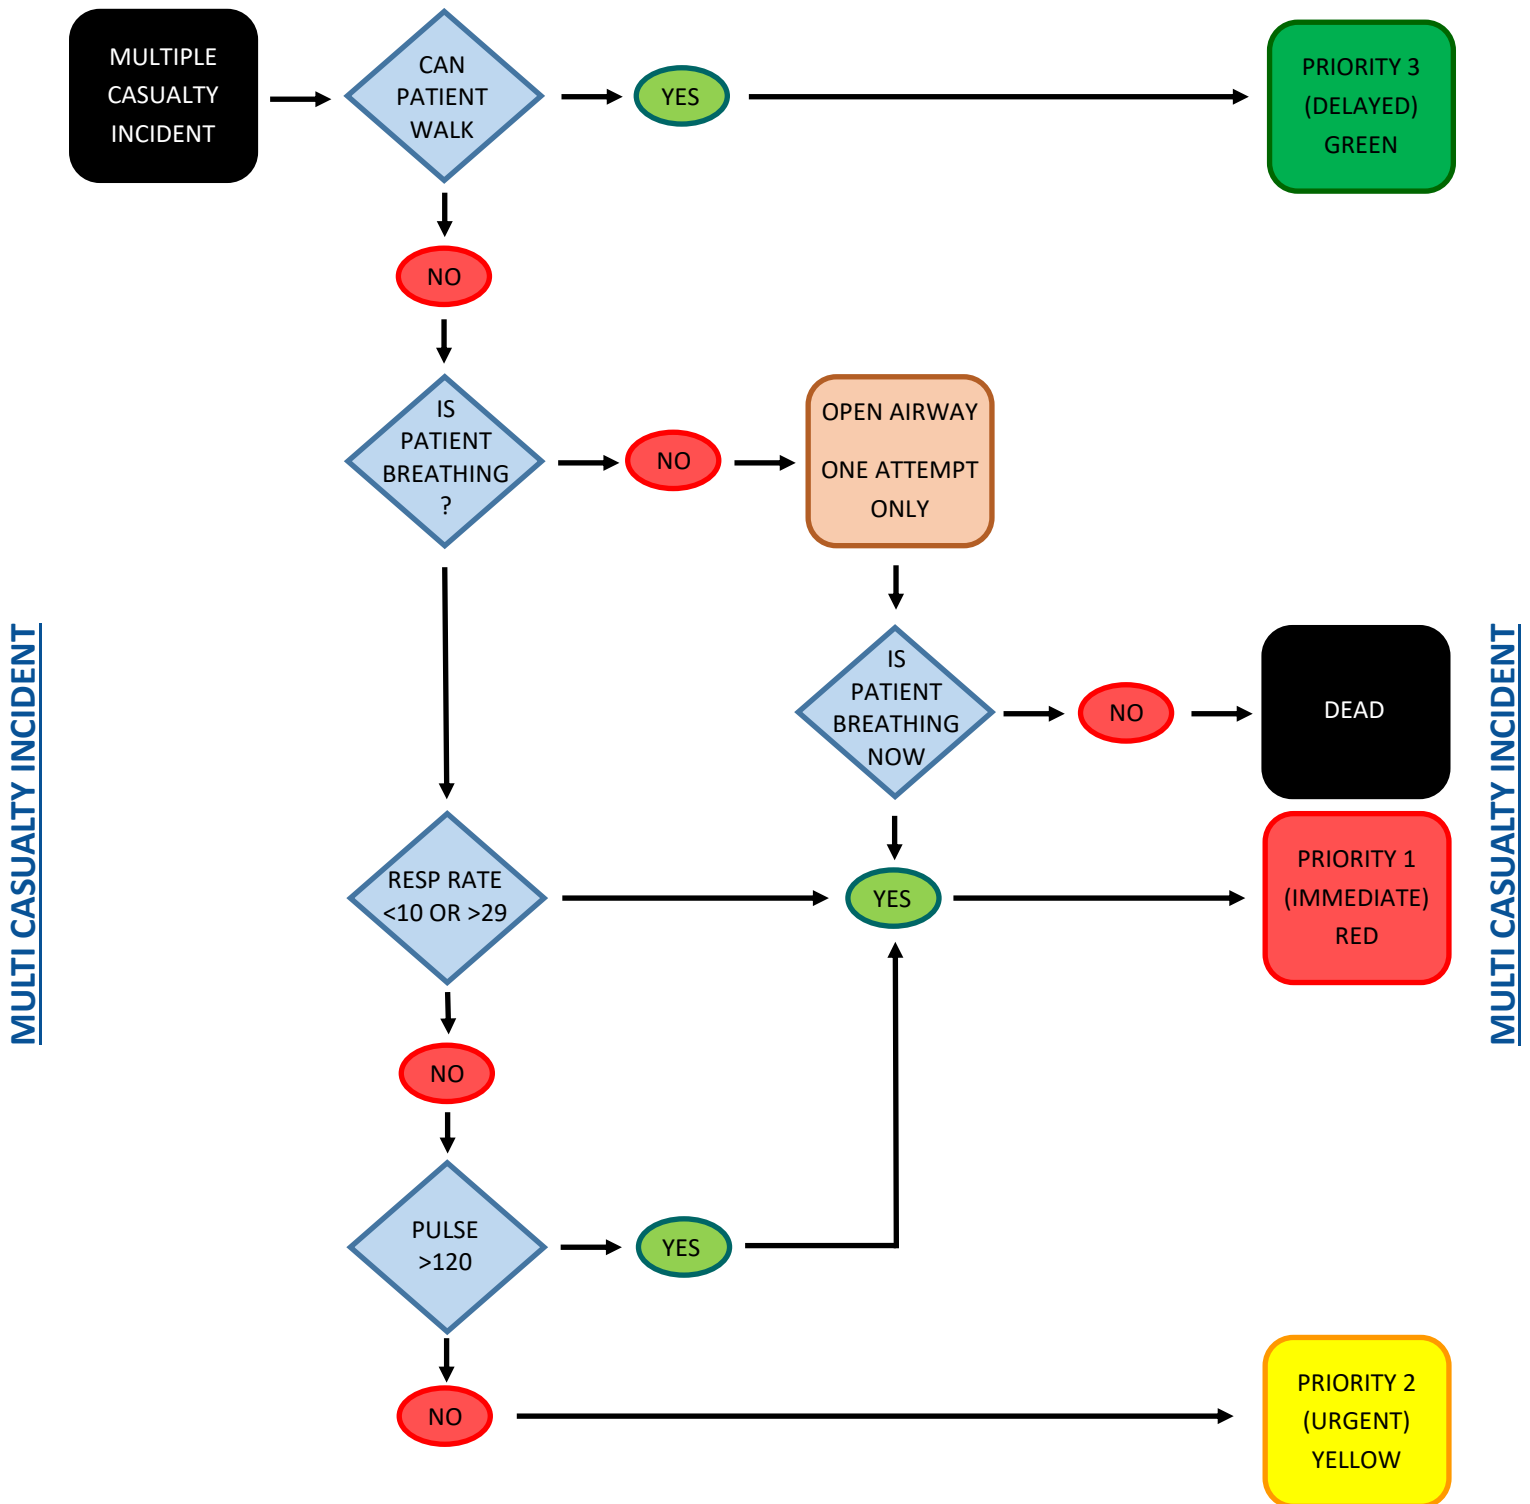 MULTIPLE
CASUALTY
INCIDENT
CAN
PATIENT
WALK
YES
PRIORITY 3
(DELAYED)
GREEN
NO
IS
PATIENT
BREATHING
?
NO
OPEN AIRWAY
ONE ATTEMPT
ONLY
IS
PATIENT
BREATHING
NOW
NO
DEAD
RESP RATE
<10 OR >29
YES
PRIORITY 1
(IMMEDIATE)
RED
NO
PULSE
>120
YES
NO
PRIORITY 2
(URGENT)
YELLOW
MULTI CASUALTY INCIDENT
MULTI CASUALTY INCIDENT